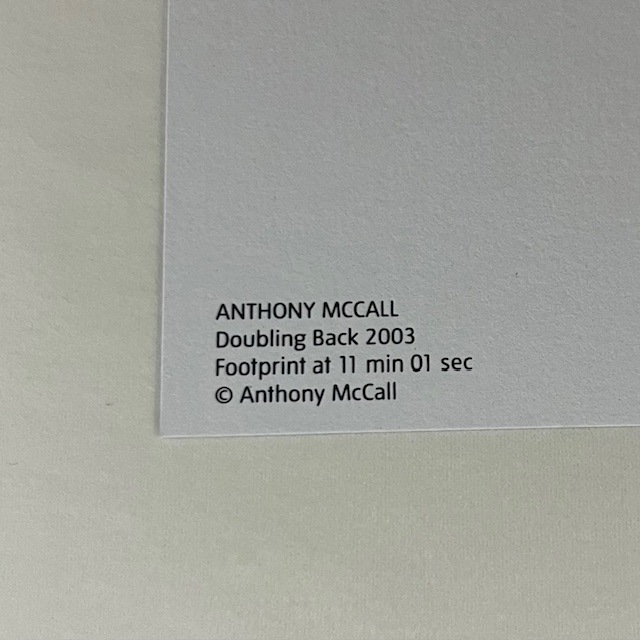 ANTHONY MCCALL
Doubling Back 2003
Footprint at 11 min 01 sec
© Anthony McCall